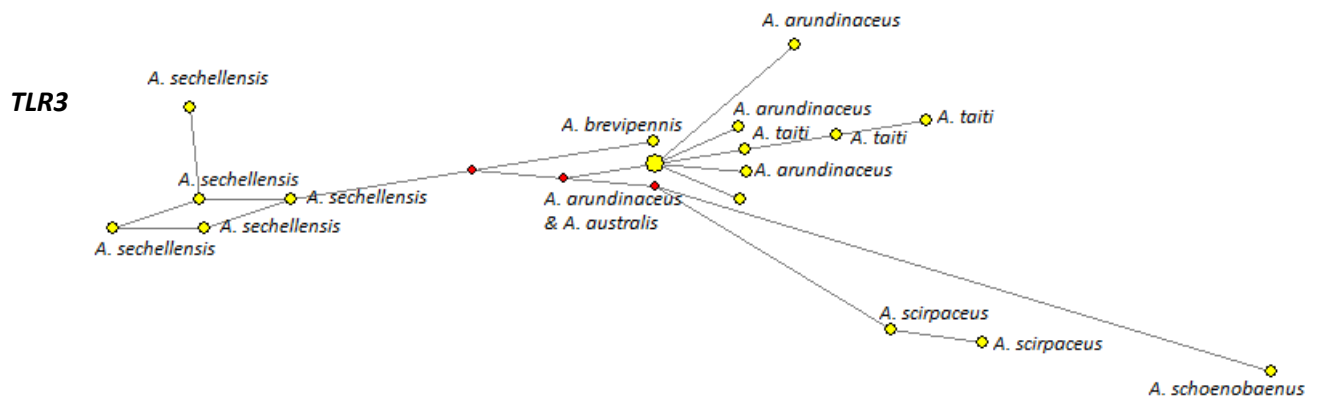 A. arundinaceus
A. sechellensis
TLR3
A. arundinaceus
A. taiti
A. brevipennis
A. taiti
A. taiti
A. arundinaceus
A. sechellensis
A. sechellensis
A. arundinaceus
& A. australis
A. sechellensis
A. sechellensis
A. scirpaceus
A. scirpaceus
A. schoenobaenus